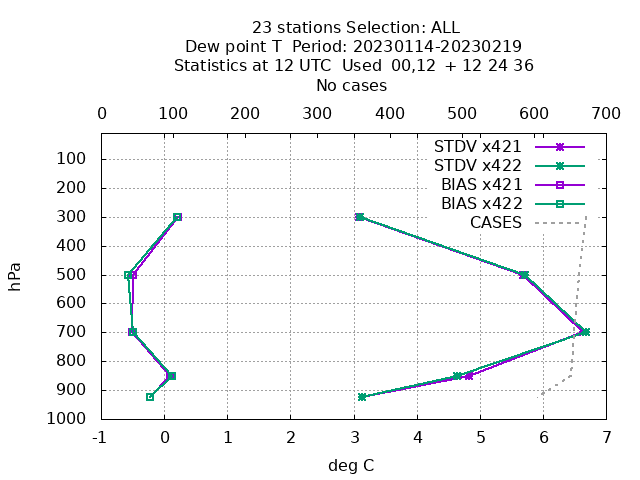 23 stations Selection: ALL
Dew point T  Period: 20230114-20230219
Statistics at 12 UTC  Used  00,12  + 12 24 36
No cases
0 100 200 300 400 500 600 700
STDV x421
STDV x422
BIAS x421
BIAS x422
CASES
100
200
300
400
500
600
700
800
900
1000
hPa
-1 0 1 2 3 4 5 6 7
deg C